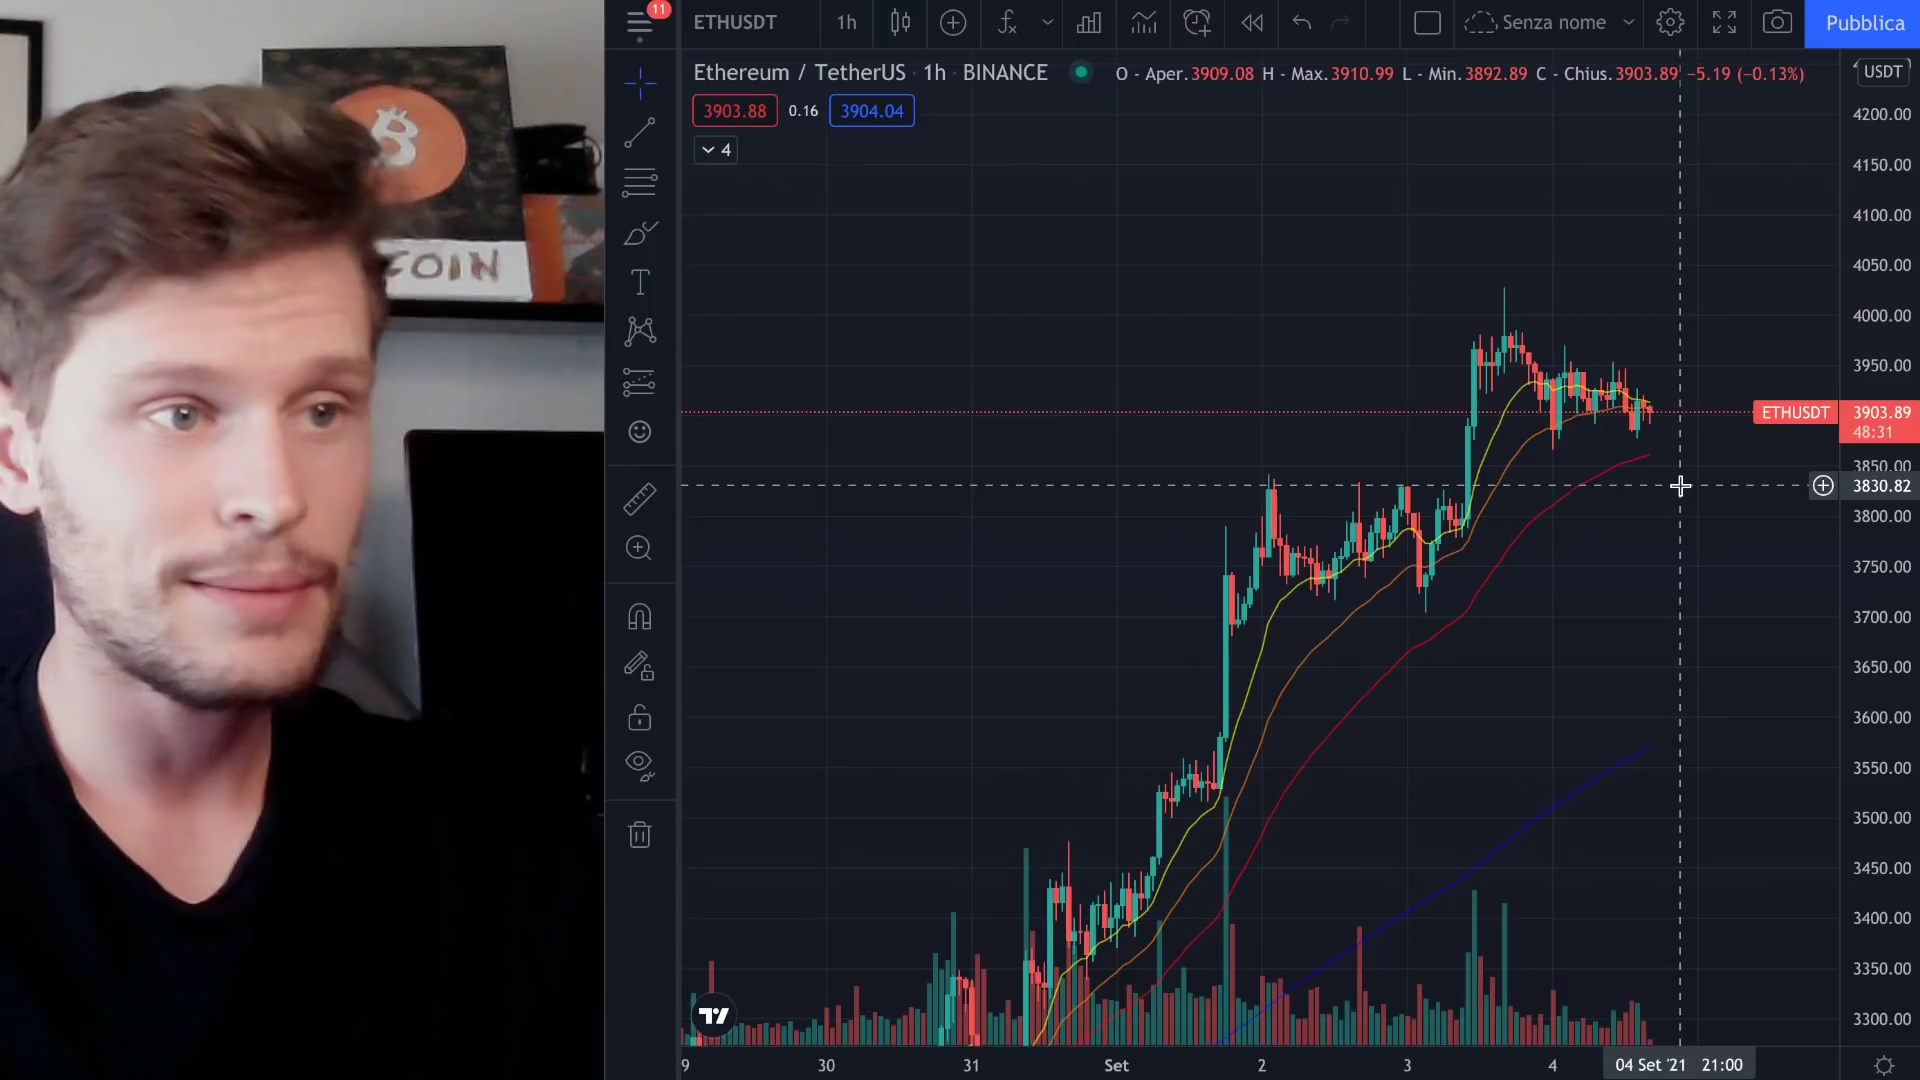 11
ETHUSDT
1h
Senza nome
Pubblica
Ethereum / TetherUS · 1h · BINANCE
O - Aper.3909.08 H - Max.3910.99 L - Min.3892.89 C - Chius.3903.89 −5.19 (−0.13%)
USDT
3903.88
0.16
3904.04
4
COIN
4200.00
4150.00
4100.00
4050.00
4000.00
3950.00
ETHUSDT
3903.89
48:31
3850.00
3830.82
3800.00
3750.00
3700.00
3650.00
3600.00
3550.00
3500.00
3450.00
3400.00
3350.00
3300.00
9
30
31
Set
2
3
4
04 Set '21 21:00